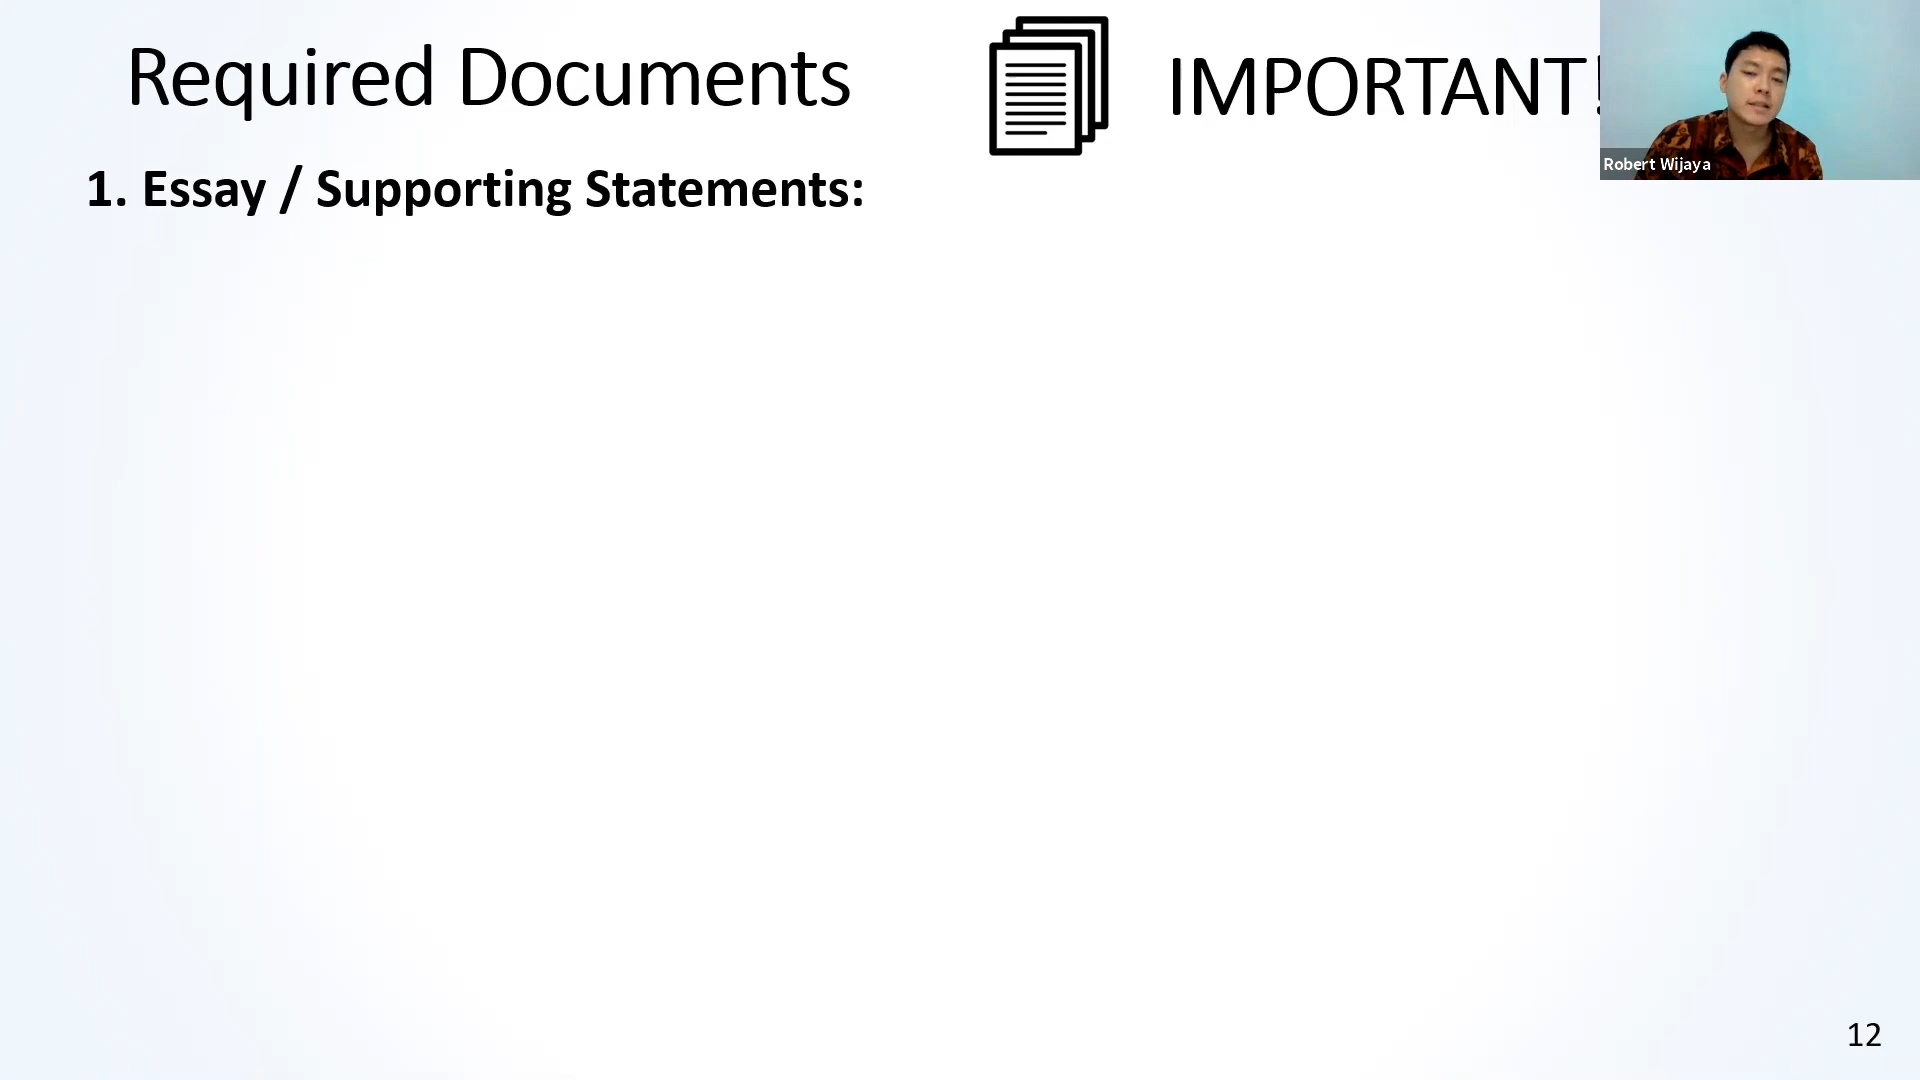 Required Documents
IMPORTANT!
Robert Wijaya
1. Essay / Supporting Statements:
12